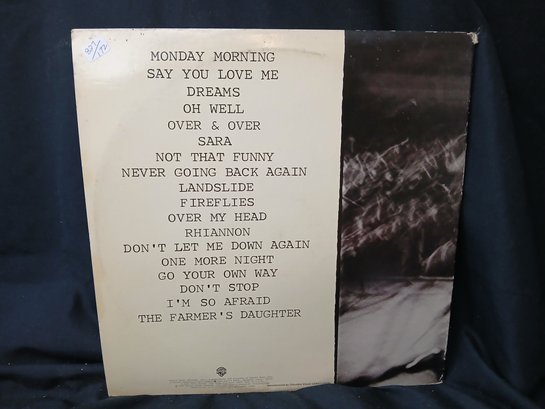 MONDAY MORNING
SAY YOU LOVE ME
DREAMS
OH WELL
OVER & OVER
SARA
NOT THAT FUNNY
NEVER GOING BACK AGAIN
LANDSLIDE
FIREFLIES
OVER MY HEAD
RHIANNON
DON'T LET ME DOWN AGAIN
ONE MORE NIGHT
GO YOUR OWN WAY
DON'T STOP
I'M SO AFRAID
THE FARMER'S DAUGHTER